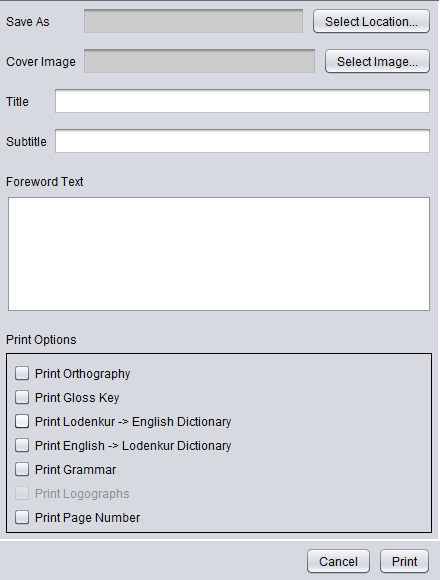 Save As
Select Location...
Cover Image
Select Image...
Title
Subtitle
Foreword Text
Print Options
Print Orthography
Print Gloss Key
Print Lodenkur -> English Dictionary
Print English -> Lodenkur Dictionary
Print Grammar
Print Logographs
Print Page Number
Cancel
Print